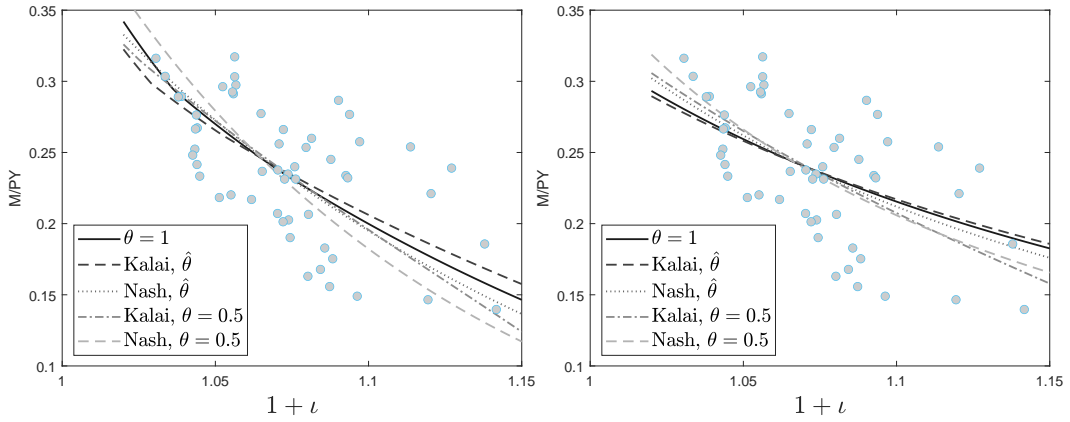 0.35
0.3
0.25
0.2
0.15
0.1
M/PY
1
1.05
1.1
1.15
1 + ι
θ = 1
Kalai, θ̂
Nash, θ̂
Kalai, θ = 0.5
Nash, θ = 0.5
0.35
0.3
0.25
0.2
0.15
0.1
M/PY
1
1.05
1.1
1.15
1 + ι
θ = 1
Kalai, θ̂
Nash, θ̂
Kalai, θ = 0.5
Nash, θ = 0.5